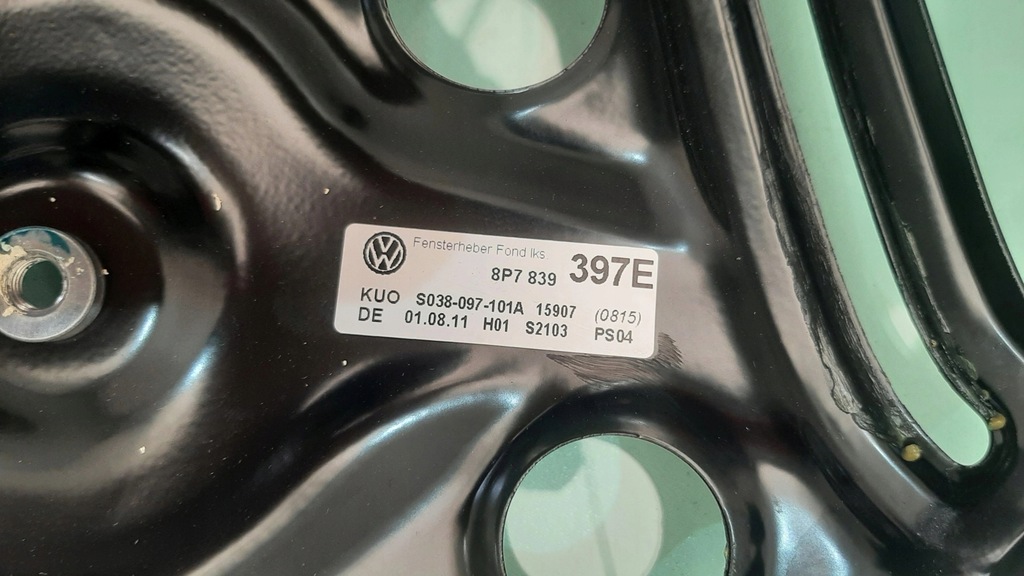 Fensterheber Fond lks
8P7 839 397E
KUO S038-097-101A 15907 (0815)
DE 01.08.11 H01 S2103 PS04